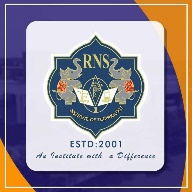 RNS
ESTD:2001
An Institute with a Difference